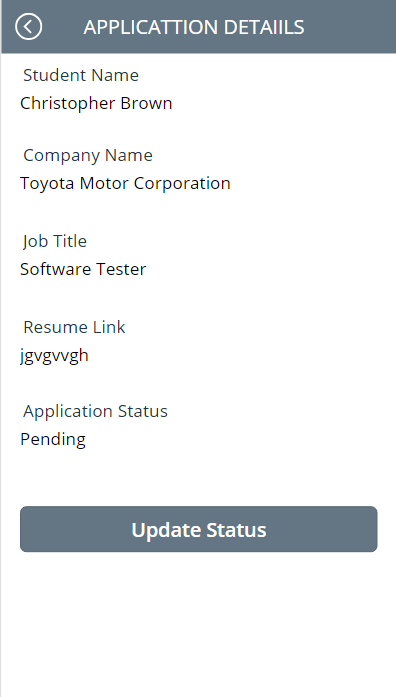 APPLICATTION DETAIILS
Student Name
Christopher Brown
Company Name
Toyota Motor Corporation
Job Title
Software Tester
Resume Link
jgvgvvgh
Application Status
Pending
Update Status